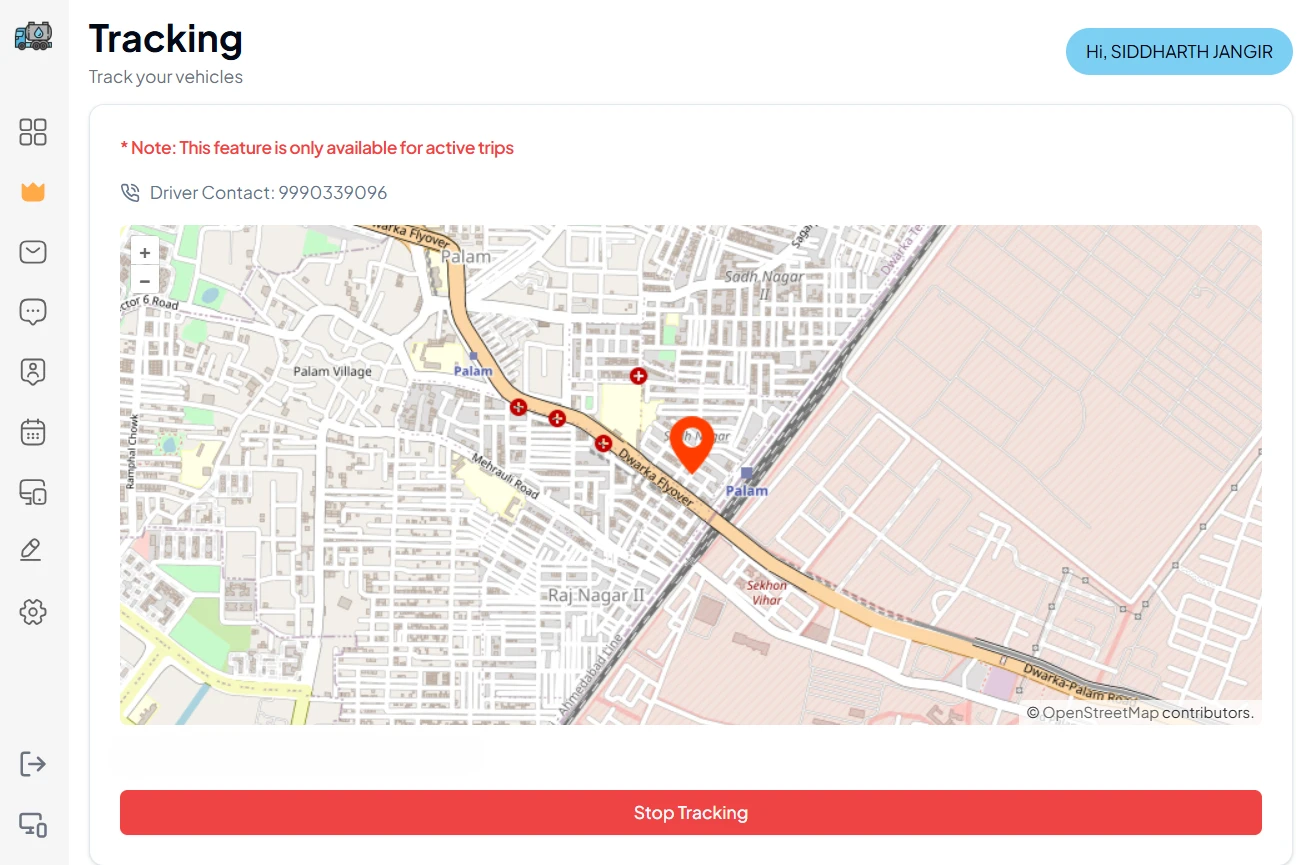 Tracking
Hi, SIDDHARTH JANGIR
Track your vehicles
* Note: This feature is only available for active trips
Driver Contact: 9990339096
+
−
Dwarka Flyover
Palam
Sadh Nagar
II
Dwarka-Te
ctor 6 Road
Palam Village
Palam
Ramphal Chowk
Mehrauli Road
Dwarka Flyover
Palam
Raj Nagar II
Sekhon
Vihar
Ahmedabad Line
Dwarka-Palam Road
© OpenStreetMap contributors.
Stop Tracking